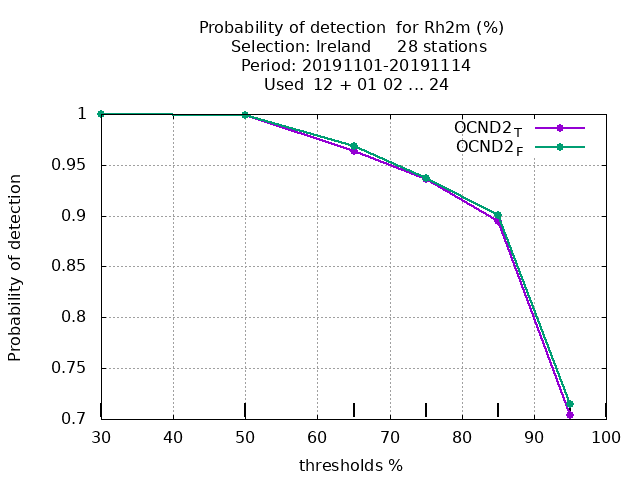 Probability of detection  for Rh2m (%)
Selection: Ireland     28 stations
Period: 20191101-20191114
Used  12 + 01 02 ... 24
OCND2T
OCND2F
Probability of detection
1
0.95
0.9
0.85
0.8
0.75
0.7
30 40 50 60 70 80 90 100
thresholds %